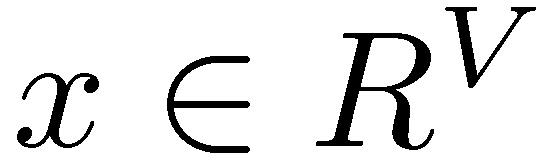 x ∈ R^V